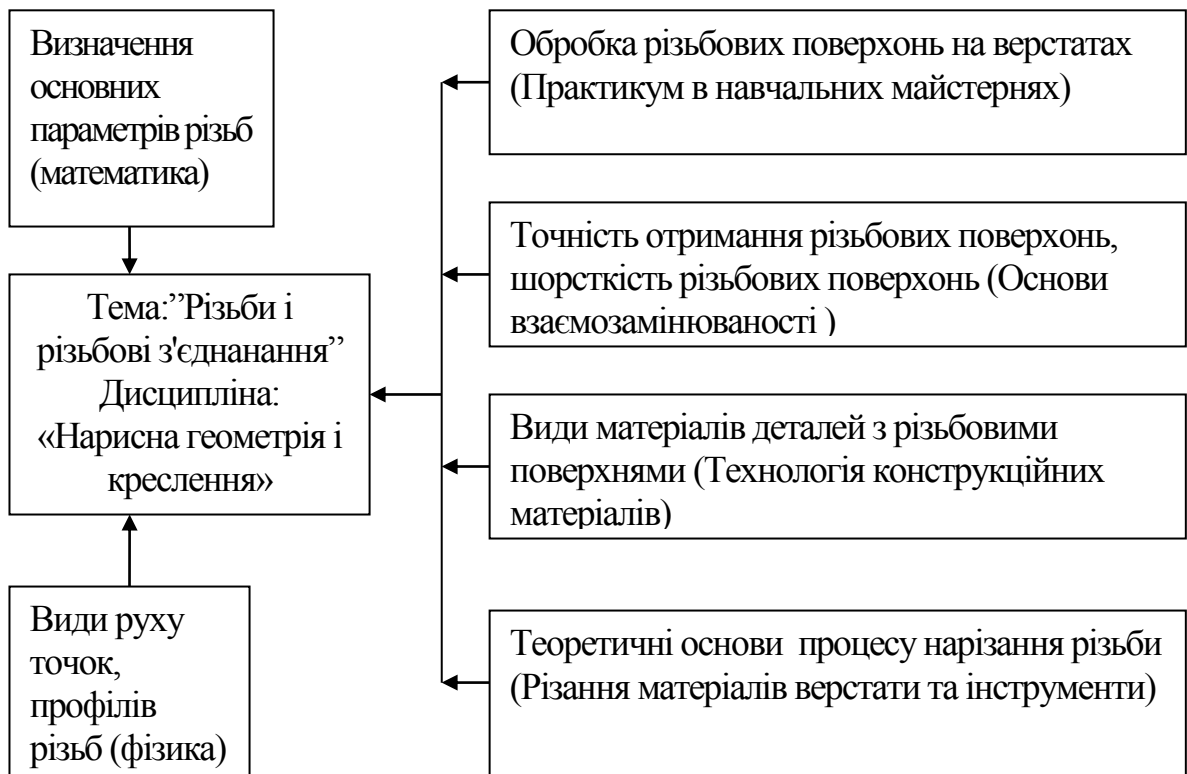 Визначення
основних
параметрів різьб
(математика)
Тема:”Різьби і
різьбові з'єднанання”
Дисципліна:
«Нарисна геометрія і
креслення»
Види руху
точок,
профілів
різьб (фізика)
Обробка різьбових поверхонь на верстатах
(Практикум в навчальних майстернях)
Точність отримання різьбових поверхонь,
шорсткість різьбових поверхонь (Основи
взаємозамінюваності )
Види матеріалів деталей з різьбовими
поверхнями (Технологія конструкційних
матеріалів)
Теоретичні основи процесу нарізання різьби
(Різання матеріалів верстати та інструменти)